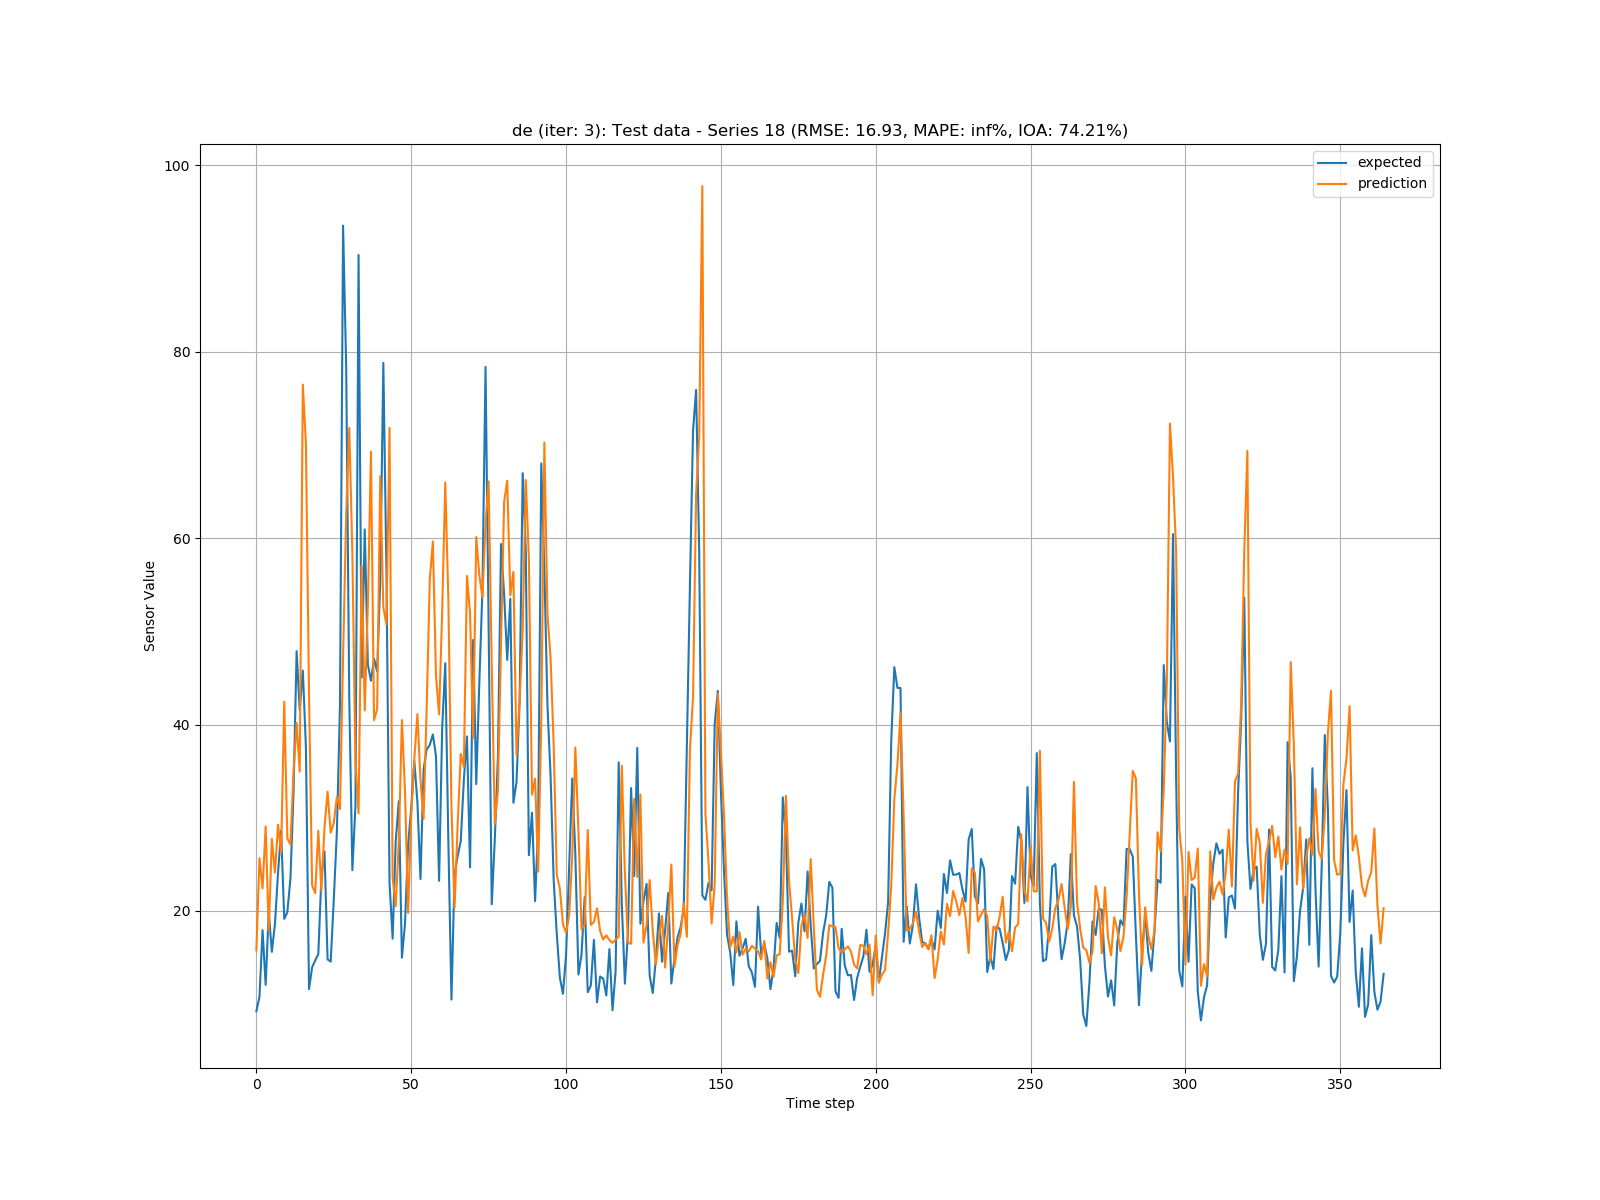 de (iter: 3): Test data - Series 18 (RMSE: 16.93, MAPE: inf%, IOA: 74.21%)
100
80
60
40
20
Sensor Value
expected
prediction
0 50 100 150 200 250 300 350
Time step